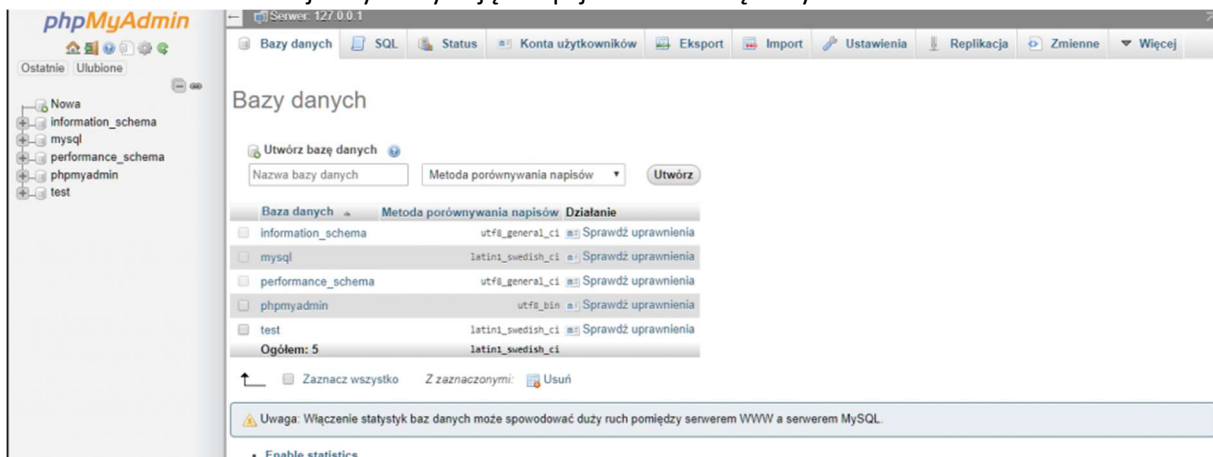 phpMyAdmin
Ostatnie Ulubione
Nowa
information_schema
mysql
performance_schema
phpmyadmin
test
Serwer: 127.0.0.1
Bazy danych SQL Status Konta użytkowników Eksport Import Ustawienia Replikacja Zmienne Więcej
Bazy danych
Utwórz bazę danych
Nazwa bazy danych Metoda porównywania napisów Utwórz
Baza danych Metoda porównywania napisów Działanie
information_schema utf8_general_ci Sprawdź uprawnienia
mysql latin1_swedish_ci Sprawdź uprawnienia
performance_schema utf8_general_ci Sprawdź uprawnienia
phpmyadmin utf8_bin Sprawdź uprawnienia
test latin1_swedish_ci Sprawdź uprawnienia
Ogółem: 5 latin1_swedish_ci
Zaznacz wszystko Z zaznaczonymi: Usuń
Uwaga: Włączenie statystyk baz danych może spowodować duży ruch pomiędzy serwerem WWW a serwerem MySQL.
Enable statistics